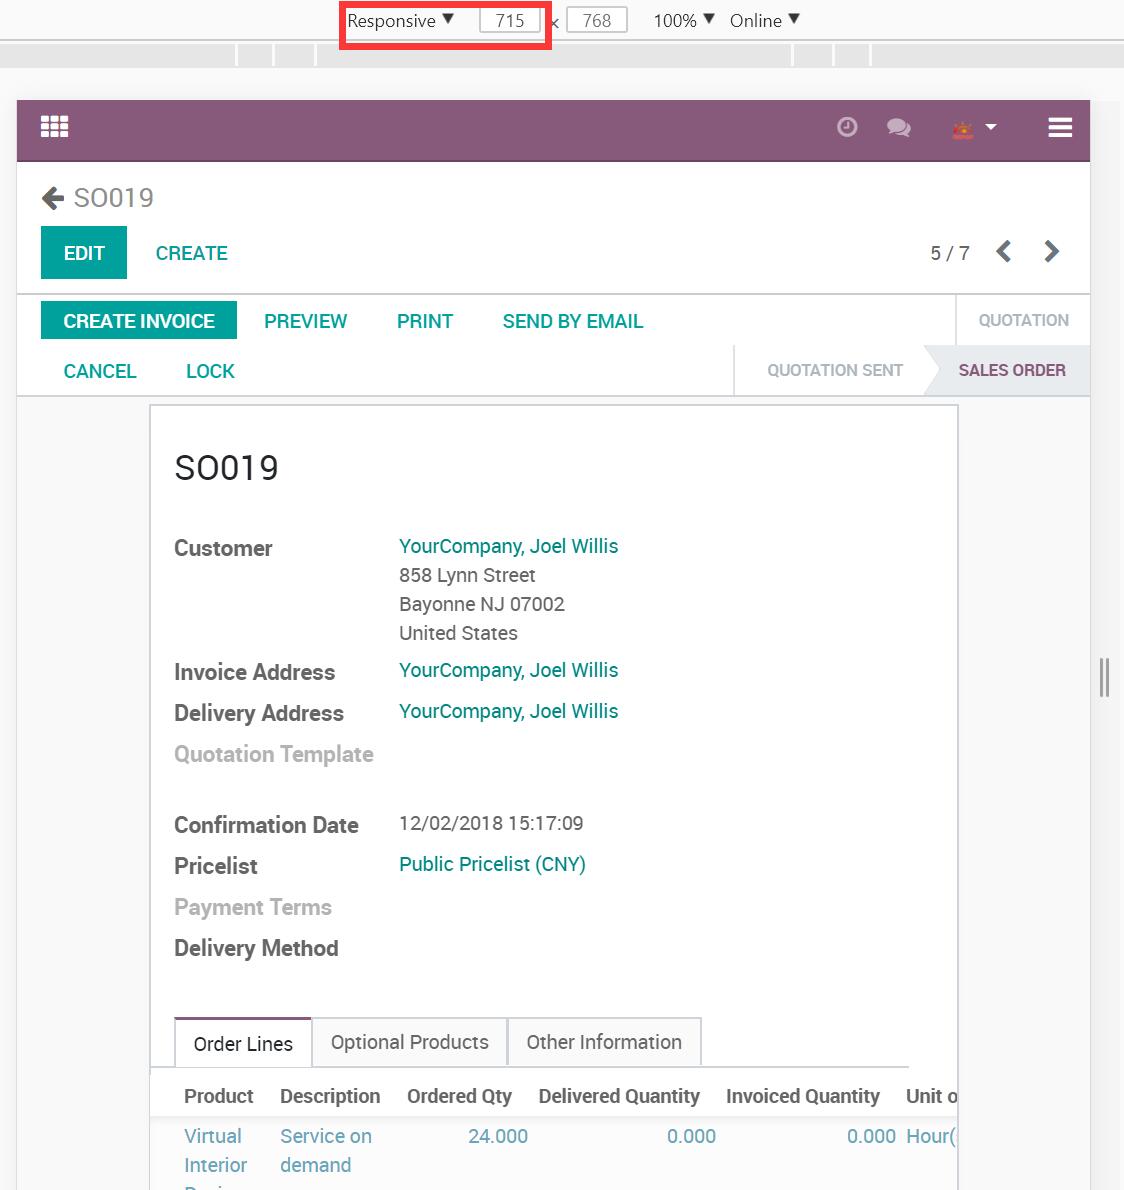 Responsive 715 × 768 100% Online
SO019
EDIT CREATE 5 / 7
CREATE INVOICE PREVIEW PRINT SEND BY EMAIL QUOTATION
CANCEL LOCK QUOTATION SENT SALES ORDER
SO019
Customer YourCompany, Joel Willis
858 Lynn Street
Bayonne NJ 07002
United States
Invoice Address YourCompany, Joel Willis
Delivery Address YourCompany, Joel Willis
Quotation Template
Confirmation Date 12/02/2018 15:17:09
Pricelist Public Pricelist (CNY)
Payment Terms
Delivery Method
Order Lines Optional Products Other Information
Product Description Ordered Qty Delivered Quantity Invoiced Quantity Unit o
Virtual Service on 24.000 0.000 0.000 Hour(
Interior demand